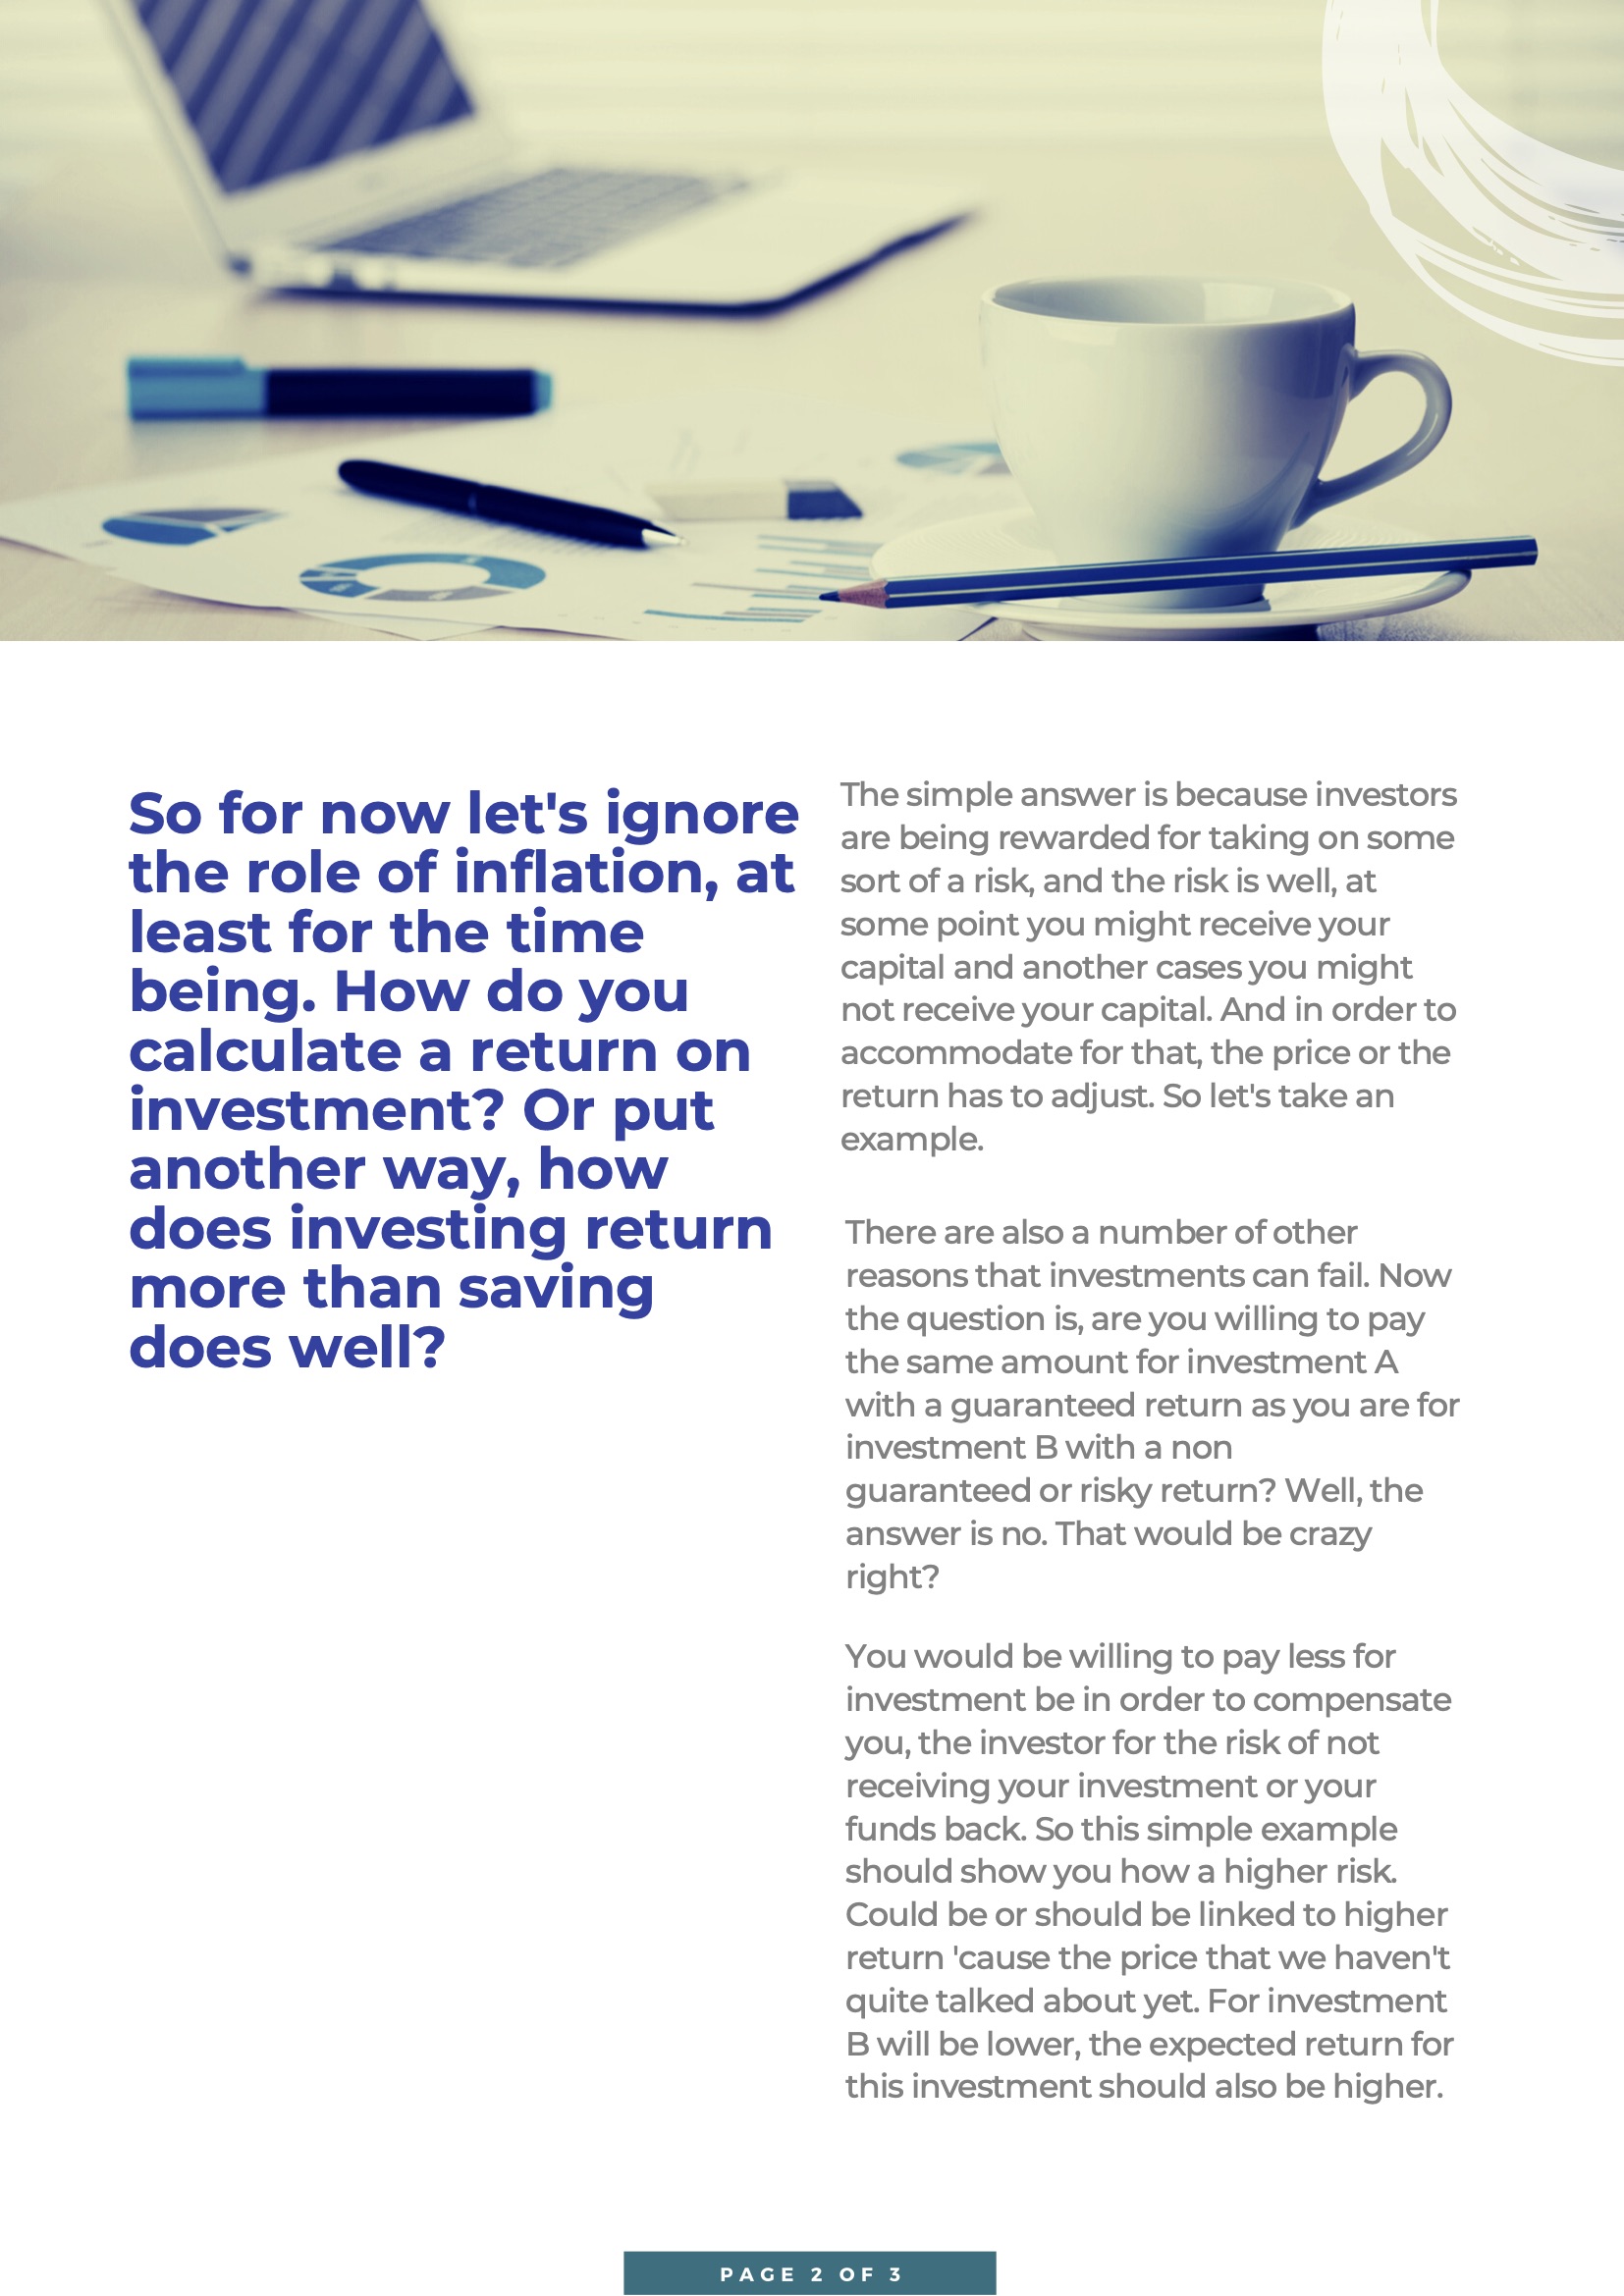 So for now let's ignore
the role of inflation, at
least for the time
being. How do you
calculate a return on
investment? Or put
another way, how
does investing return
more than saving
does well?
The simple answer is because investors
are being rewarded for taking on some
sort of a risk, and the risk is well, at
some point you might receive your
capital and another cases you might
not receive your capital. And in order to
accommodate for that, the price or the
return has to adjust. So let's take an
example.
There are also a number of other
reasons that investments can fail. Now
the question is, are you willing to pay
the same amount for investment A
with a guaranteed return as you are for
investment B with a non
guaranteed or risky return? Well, the
answer is no. That would be crazy
right?
You would be willing to pay less for
investment be in order to compensate
you, the investor for the risk of not
receiving your investment or your
funds back. So this simple example
should show you how a higher risk.
Could be or should be linked to higher
return 'cause the price that we haven't
quite talked about yet. For investment
B will be lower, the expected return for
this investment should also be higher.
PAGE 2 OF 3